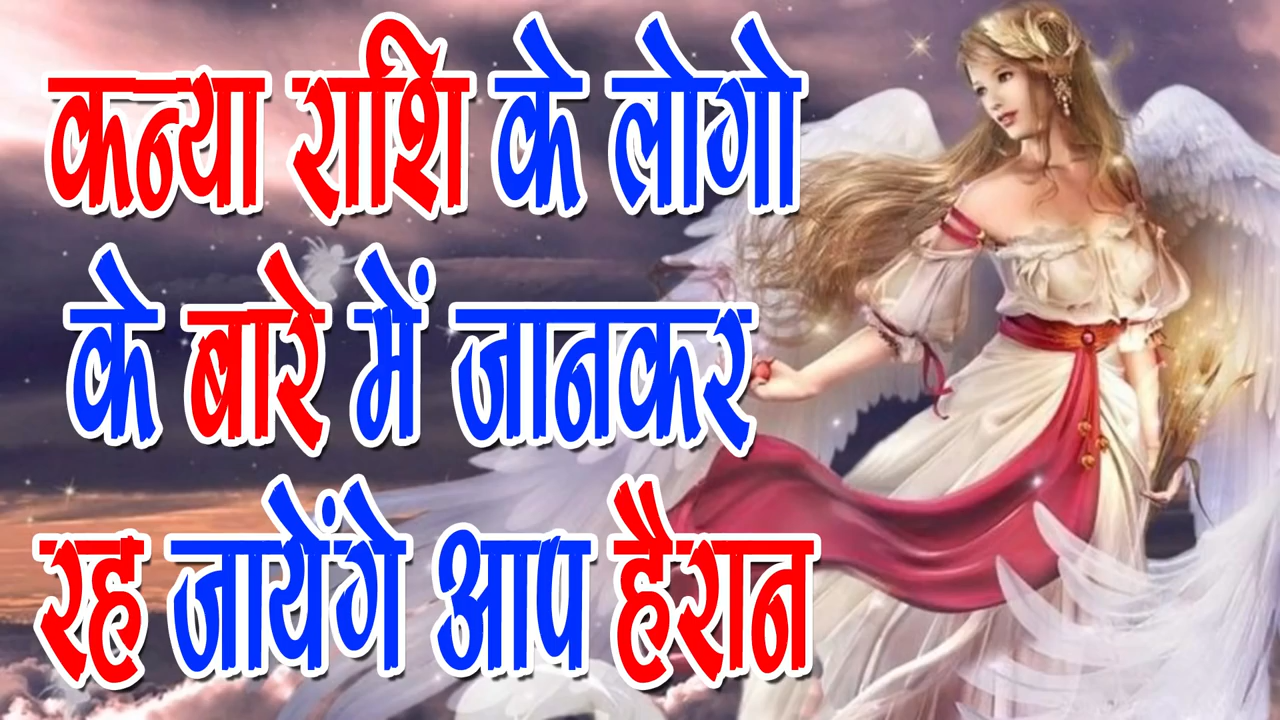 कन्या राशि के लोगो
के बारे में जानकर
रह जायेंगे आप हैरान